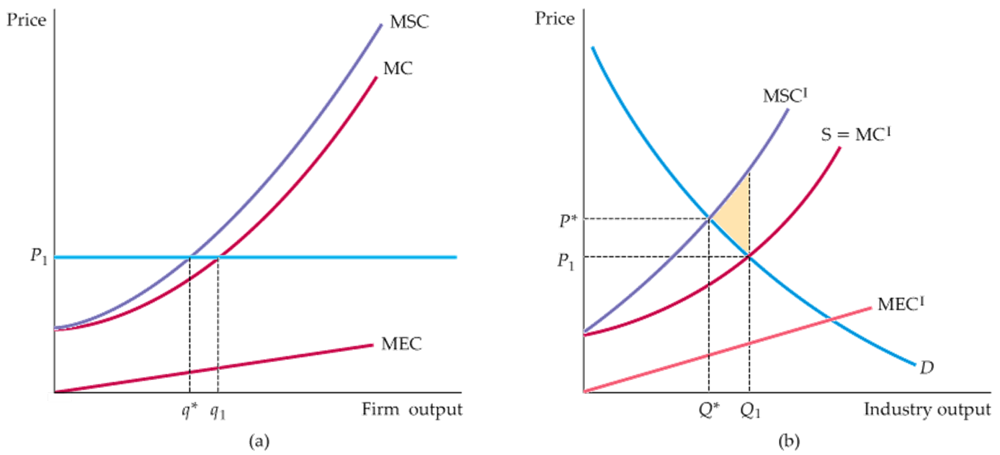 Price
MSC
MC
P₁
MEC
q* q₁ Firm output
(a)
Price
MSCᴵ
S = MCᴵ
P*
P₁
MECᴵ
D
Q* Q₁ Industry output
(b)